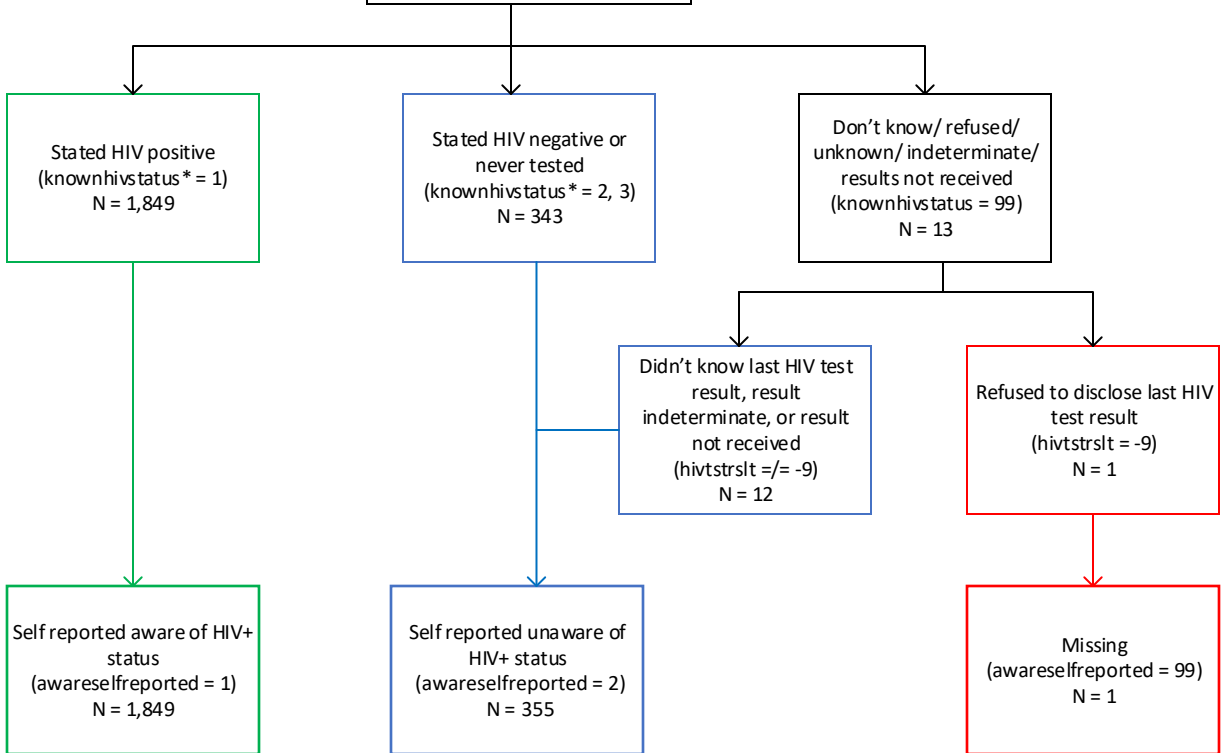 Stated HIV positive
(knownhivstatus* = 1)
N = 1,849
Stated HIV negative or
never tested
(knownhivstatus* = 2, 3)
N = 343
Don't know/ refused/
unknown/ indeterminate/
results not received
(knownhivstatus = 99)
N = 13
Didn't know last HIV test
result, result
indeterminate, or result
not received
(hivtstrslt =/= -9)
N = 12
Refused to disclose last HIV
test result
(hivtstrslt = -9)
N = 1
Self reported aware of HIV+
status
(awareselfreported = 1)
N = 1,849
Self reported unaware of
HIV+ status
(awareselfreported = 2)
N = 355
Missing
(awareselfreported = 99)
N = 1